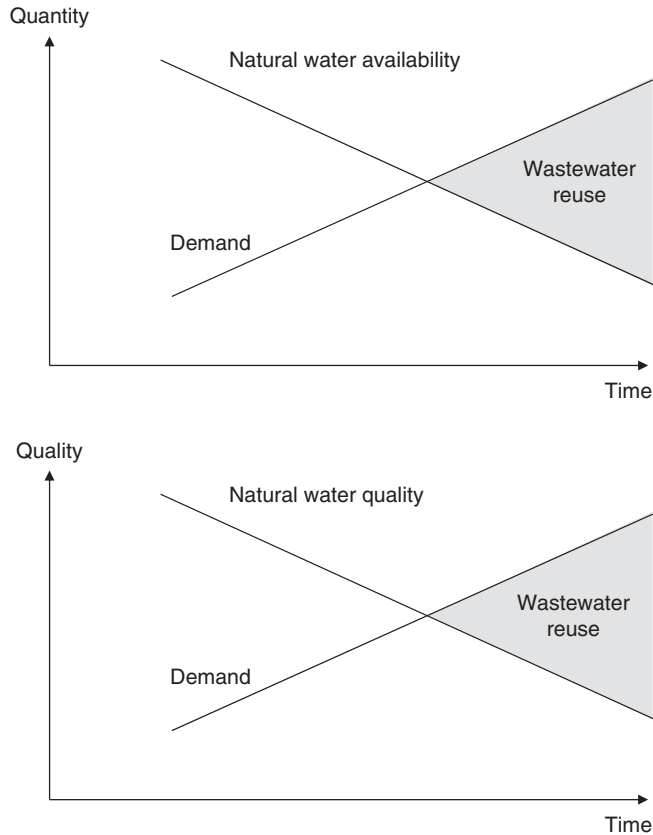 Quantity
Natural water availability
Wastewater
reuse
Demand
Time
Quality
Natural water quality
Wastewater
reuse
Demand
Time